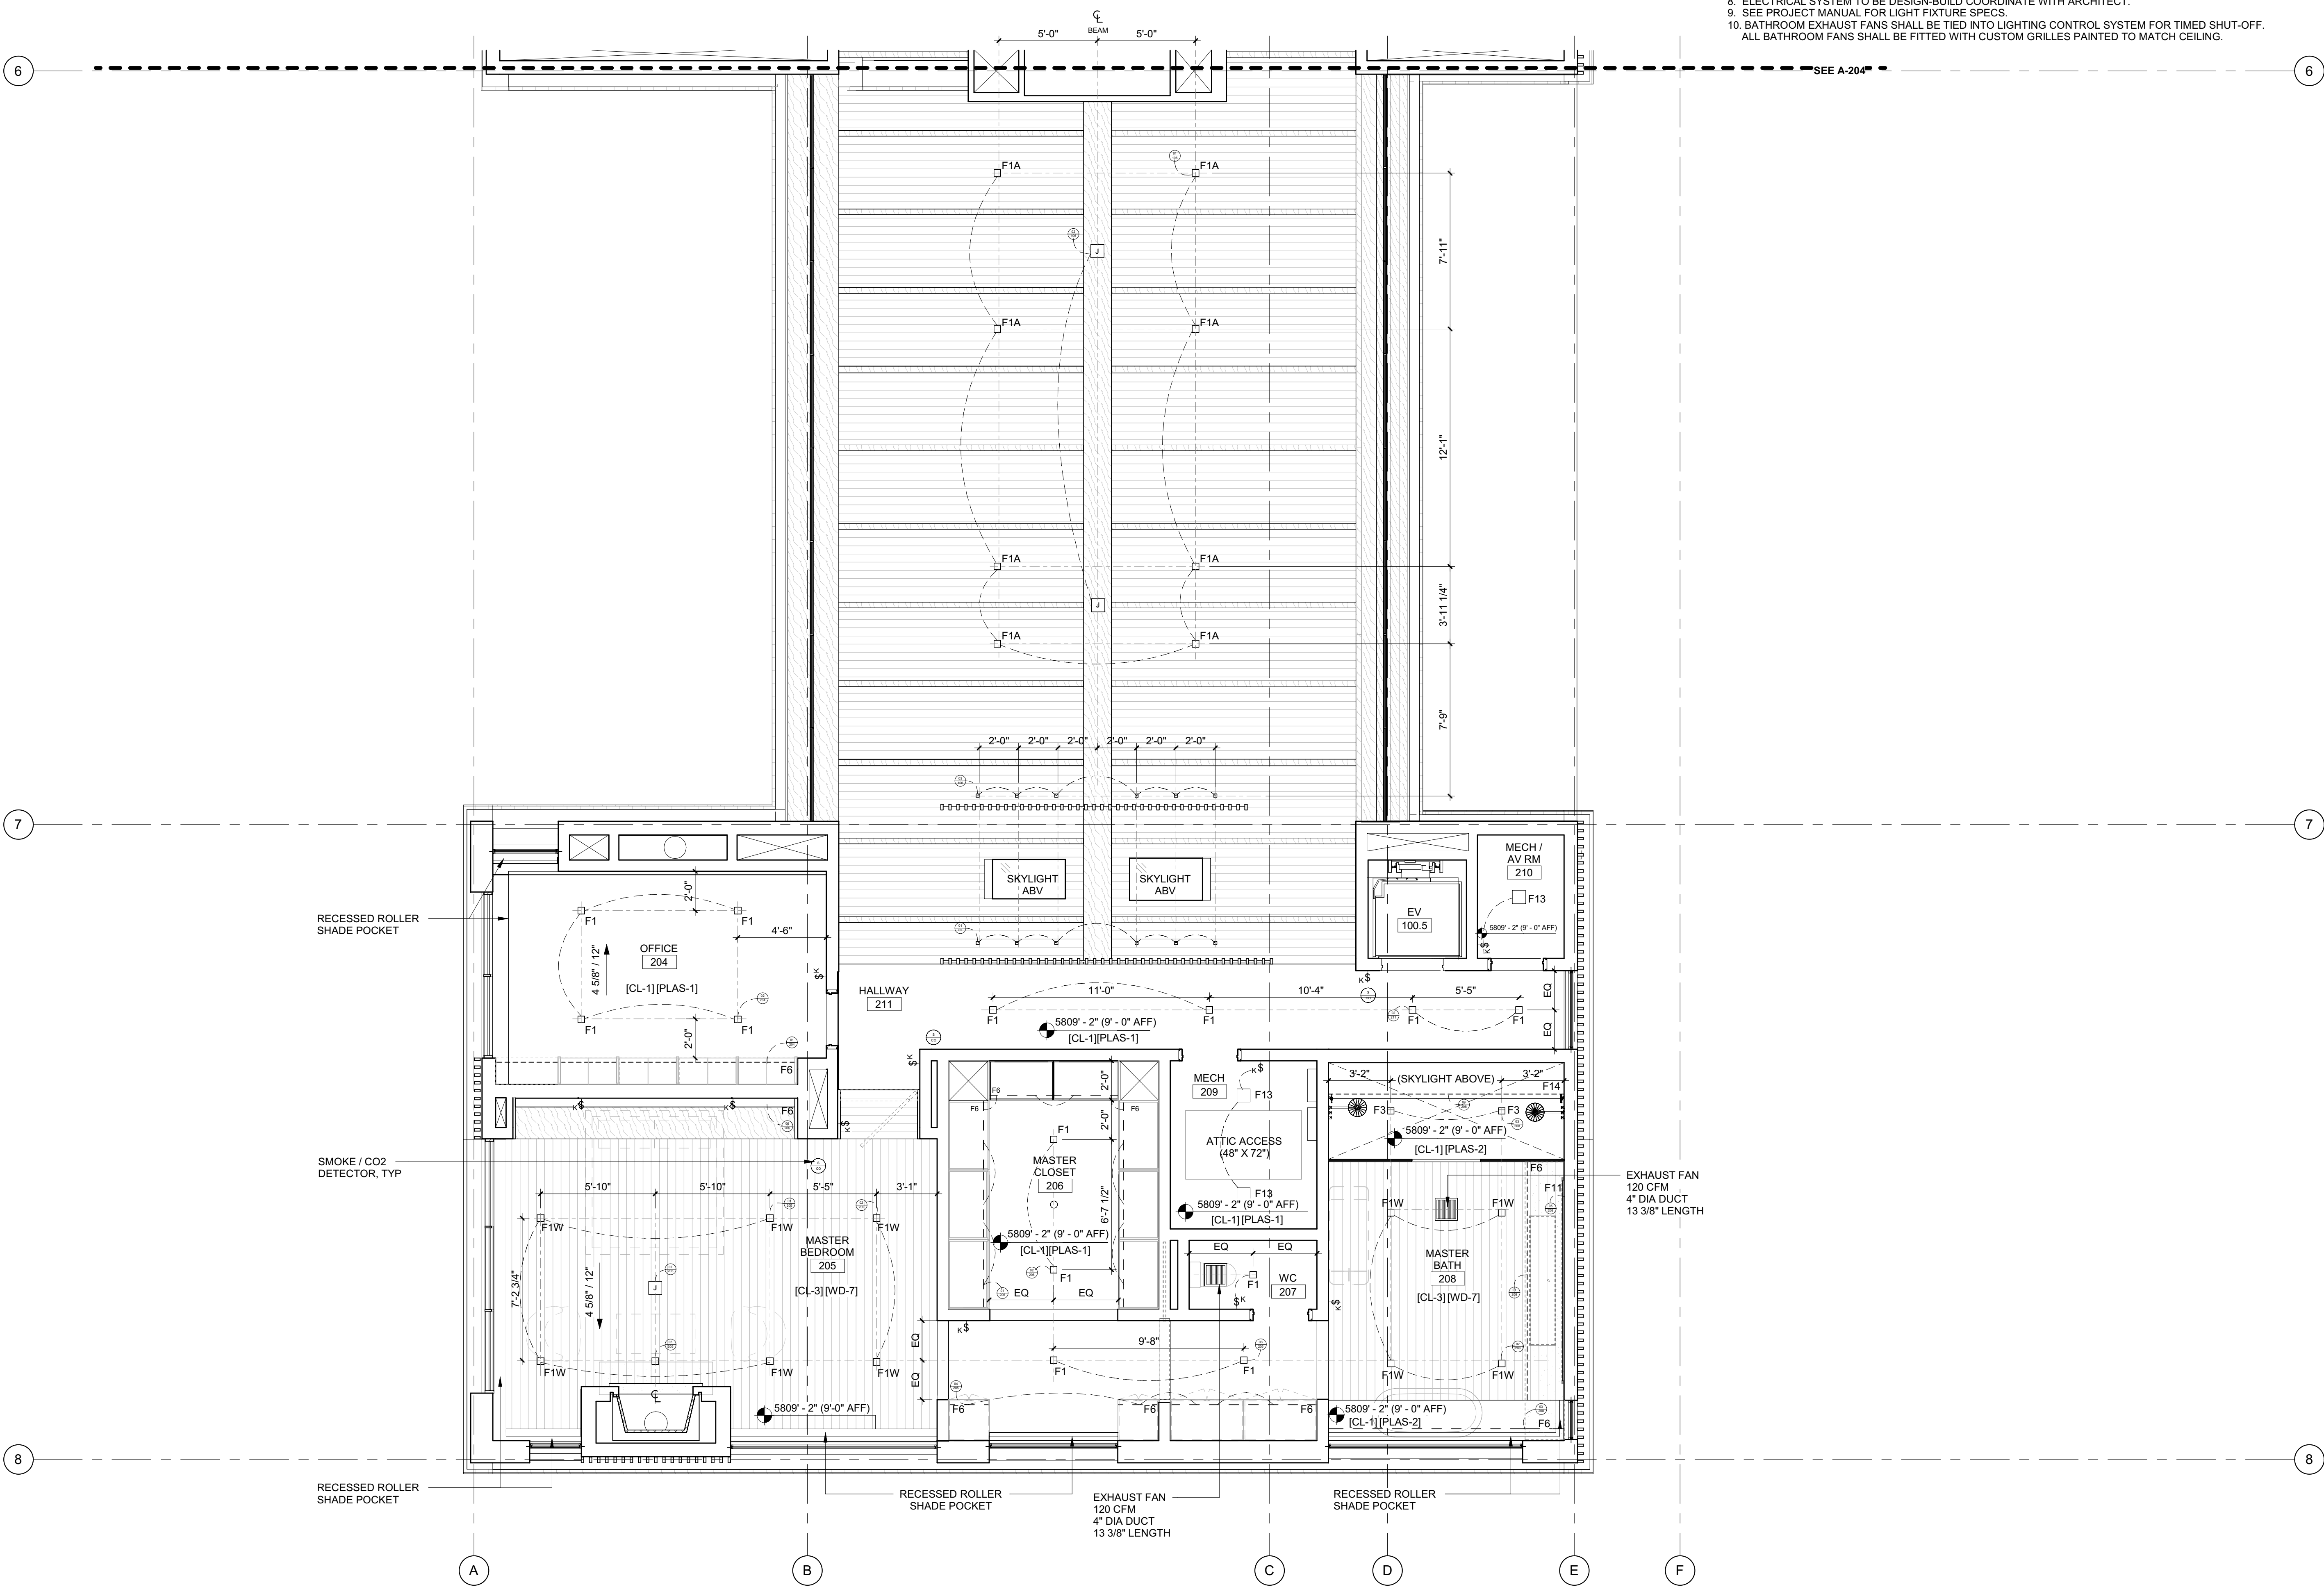 8. ELECTRICAL SYSTEM TO BE DESIGN-BUILD COORDINATE WITH ARCHITECT.
9. SEE PROJECT MANUAL FOR LIGHT FIXTURE SPECS.
10. BATHROOM EXHAUST FANS SHALL BE TIED INTO LIGHTING CONTROL SYSTEM FOR TIMED SHUT-OFF.
ALL BATHROOM FANS SHALL BE FITTED WITH CUSTOM GRILLES PAINTED TO MATCH CEILING.
BEAM
5'-0" 5'-0"
6
SEE A-204
6
F1A F1A
J
7'-11"
F1A F1A
12'-1"
F1A F1A
J
3'-11 1/4"
F1A F1A
7'-9"
2'-0" 2'-0" 2'-0" 2'-0" 2'-0" 2'-0"
7
7
SKYLIGHT
ABV
SKYLIGHT
ABV
MECH /
AV RM
210
F13
5809' - 2" (9' - 0" AFF)
K$
EV
100.5
RECESSED ROLLER
SHADE POCKET
2'-0"
F1 F1
4'-6"
OFFICE
204
4 5/8" / 12"
[CL-1] [PLAS-1]
$K
F1 F1
2'-0"
F6
HALLWAY
211
K$
11'-0" 10'-4" 5'-5"
EQ
EQ
F1 F1 F1 F1
5809' - 2" (9' - 0" AFF)
[CL-1][PLAS-1]
$K
K$ K$ F6
K$
SMOKE / CO2
DETECTOR, TYP
5'-10" 5'-10" 5'-5" 3'-1"
F1W F1W F1W
MASTER
BEDROOM
205
[CL-3] [WD-7]
7'-2 3/4"
4 5/8" / 12"
J
F1W F1W F1W
5809' - 2" (9'-0" AFF)
F6
F6 F6
2'-0"
2'-0"
F1
MASTER
CLOSET
206
6'-7 1/2"
5809' - 2" (9' - 0" AFF)
[CL-1][PLAS-1]
F1
EQ EQ
MECH
209
K$
F13
ATTIC ACCESS
(48" X 72")
F13
5809' - 2" (9' - 0" AFF)
[CL-1] [PLAS-1]
EQ EQ
WC
207
F1
$K
K$
EQ
EQ
9'-8"
F1 F1
F6 F6 F6
3'-2" (SKYLIGHT ABOVE) 3'-2"
F14
F3 F3
5809' - 2" (9' - 0" AFF)
[CL-1] [PLAS-2]
F6
F11
F1W F1W
MASTER
BATH
208
[CL-3] [WD-7]
K$
F1W F1W
5809' - 2" (9' - 0" AFF)
[CL-1] [PLAS-2]
F6
EXHAUST FAN
120 CFM
4" DIA DUCT
13 3/8" LENGTH
8
8
RECESSED ROLLER
SHADE POCKET
RECESSED ROLLER
SHADE POCKET
EXHAUST FAN
120 CFM
4" DIA DUCT
13 3/8" LENGTH
RECESSED ROLLER
SHADE POCKET
A B C D E F